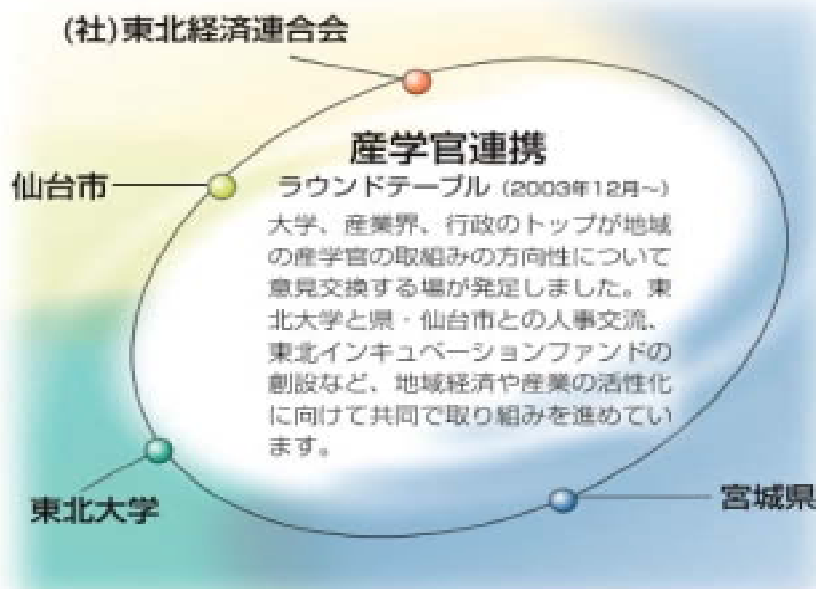 (社)東北経済連合会
産学官連携
仙台市
ラウンドテーブル(2003年12月~)
大学、産業界、行政のトップが地域
の産学官の取組みの方向性について
意見交換する場が発足しました。東
北大学と県・仙台市との人事交流、
東北インキュベーションファンドの
創設など、地域経済や産業の活性化
に向けて共同で取り組みを進めてい
ます。
東北大学
宮城県